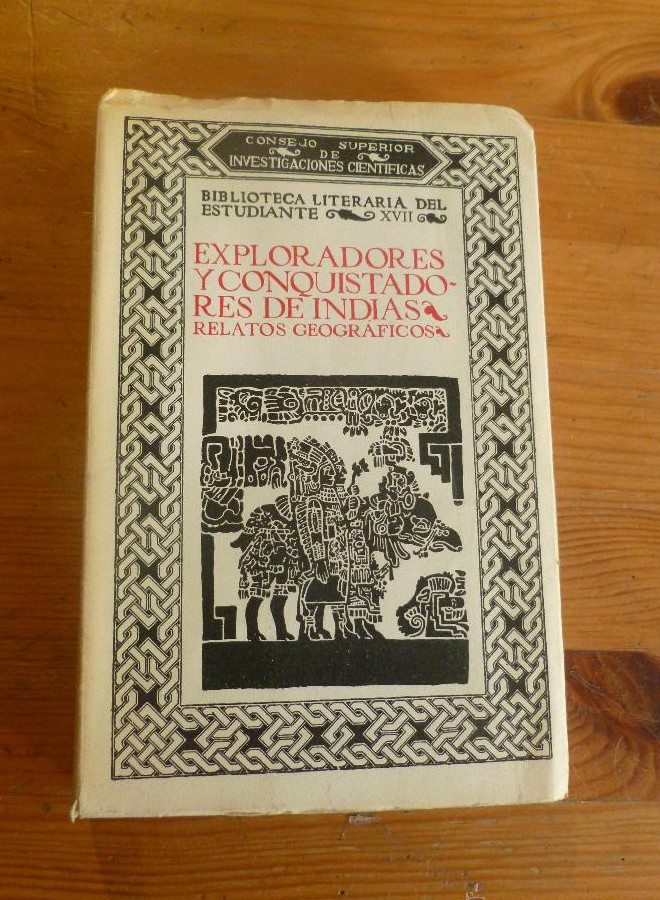 CONSEJO SUPERIOR
DE
INVESTIGACIONES CIENTIFICAS
BIBLIOTECA LITERARIA DEL
ESTUDIANTE XVII
EXPLORADORES
Y CONQUISTADO-
RES DE INDIAS
RELATOS GEOGRÁFICOS